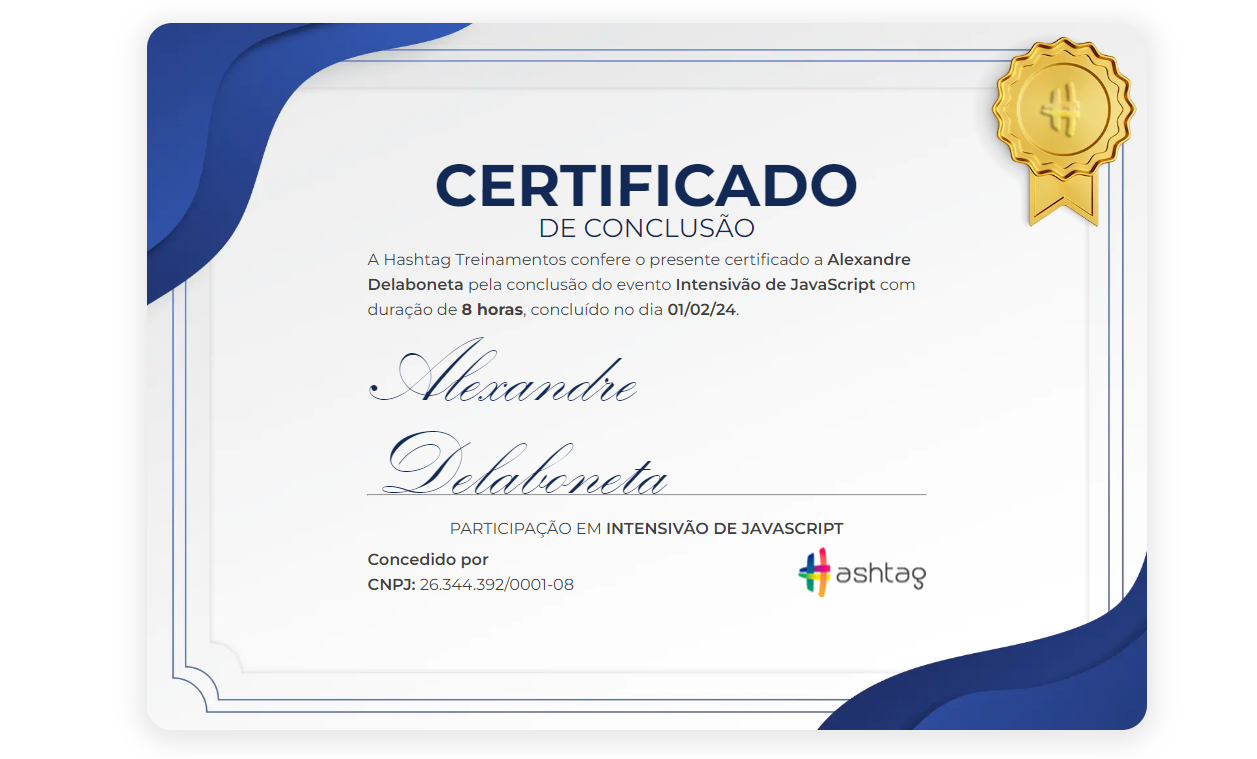 CERTIFICADO
DE CONCLUSÃO
A Hashtag Treinamentos confere o presente certificado a Alexandre
Delaboneta pela conclusão do evento Intensivão de JavaScript com
duração de 8 horas, concluído no dia 01/02/24.
Alexandre
Delaboneta
PARTICIPAÇÃO EM INTENSIVÃO DE JAVASCRIPT
Concedido por
CNPJ: 26.344.392/0001-08
Hashtag